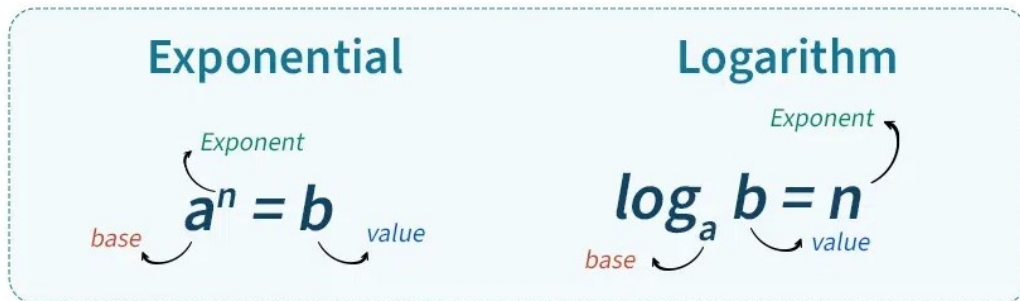 Exponential
Exponent
aⁿ = b
base
value
Logarithm
Exponent
logₐ b = n
value
base